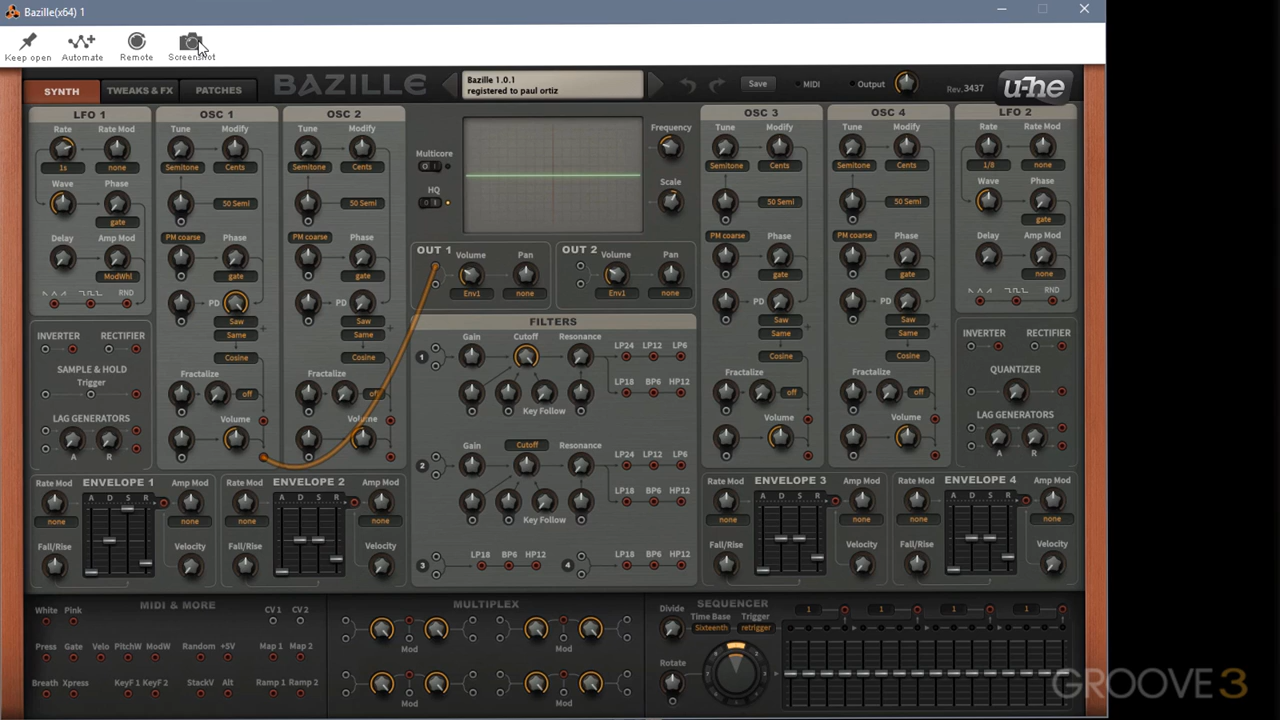 Bazille(x64) 1
Keep open Automate Remote Screenshot
SYNTH TWEAKS & FX PATCHES
BAZILLE
Bazille 1.0.1
registered to paul ortiz
Save MIDI Output Rev.3437 u-he
LFO 1
Rate Rate Mod
1s none
Wave Phase
gate
Delay Amp Mod
ModWhl
RND
INVERTER RECTIFIER
SAMPLE & HOLD
Trigger
LAG GENERATORS
A R
OSC 1
Tune Modify
Semitone Cents
50 Semi
PM coarse Phase
gate
PD
Saw
Same
Cosine
Fractalize
off
Volume
OSC 2
Tune Modify
Semitone Cents
50 Semi
PM coarse Phase
gate
PD
Saw
Same
Cosine
Fractalize
off
Volume
Multicore
HQ
Frequency
Scale
OUT 1 Volume Pan
Env1 none
OUT 2 Volume Pan
Env1 none
FILTERS
Gain Cutoff Resonance LP24 LP12 LP6
1
LP18 BP6 HP12
Key Follow
Gain Cutoff Resonance LP24 LP12 LP6
2
LP18 BP6 HP12
Key Follow
3 LP18 BP6 HP12 4 LP18 BP6 HP12
OSC 3
Tune Modify
Semitone Cents
50 Semi
PM coarse Phase
gate
PD
Saw
Same
Cosine
Fractalize
off
Volume
OSC 4
Tune Modify
Semitone Cents
50 Semi
PM coarse Phase
gate
PD
Saw
Same
Cosine
Fractalize
off
Volume
LFO 2
Rate Rate Mod
1/8 none
Wave Phase
gate
Delay Amp Mod
none
RND
INVERTER RECTIFIER
QUANTIZER
LAG GENERATORS
A R
Rate Mod ENVELOPE 1 Amp Mod
A D S R
none none
Fall/Rise Velocity
Rate Mod ENVELOPE 2 Amp Mod
A D S R
none none
Fall/Rise Velocity
Rate Mod ENVELOPE 3 Amp Mod
A D S R
none none
Fall/Rise Velocity
Rate Mod ENVELOPE 4 Amp Mod
A D S R
none none
Fall/Rise Velocity
MIDI & MORE
White Pink CV 1 CV 2
Press Gate Velo PitchW ModW Random +5V Map 1 Map 2
Breath Xpress KeyF 1 KeyF 2 StackV Alt Ramp 1 Ramp 2
MULTIPLEX
Mod Mod
Mod Mod
SEQUENCER
Divide Time Base Trigger
Sixteenth retrigger
1 1 1 1
Rotate
GROOVE3